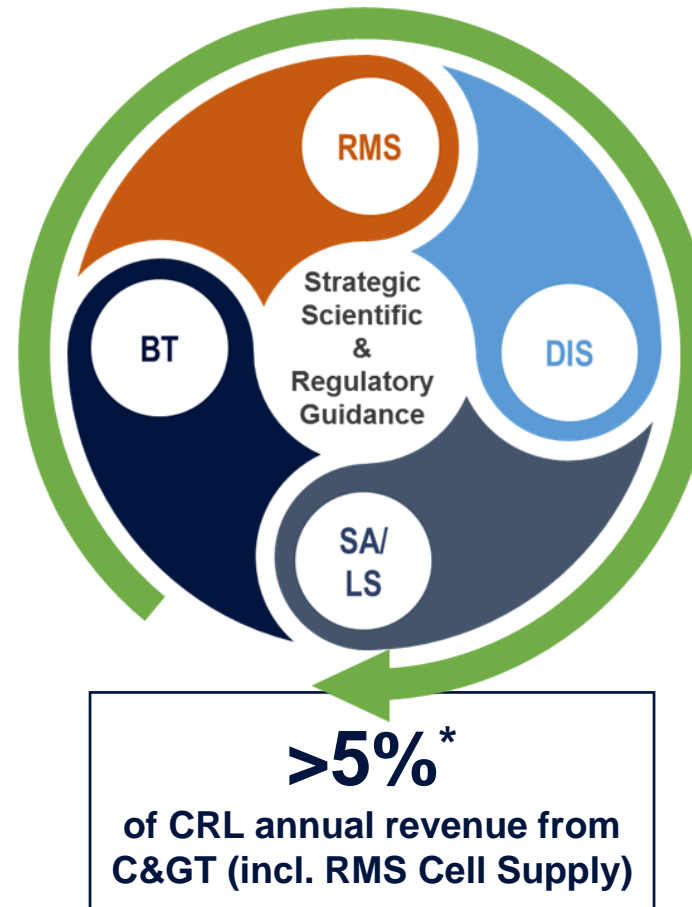 RMS
Strategic
Scientific
&
Regulatory
Guidance
BT
DIS
SA/
LS
>5%*
of CRL annual revenue from
C&GT (incl. RMS Cell Supply)